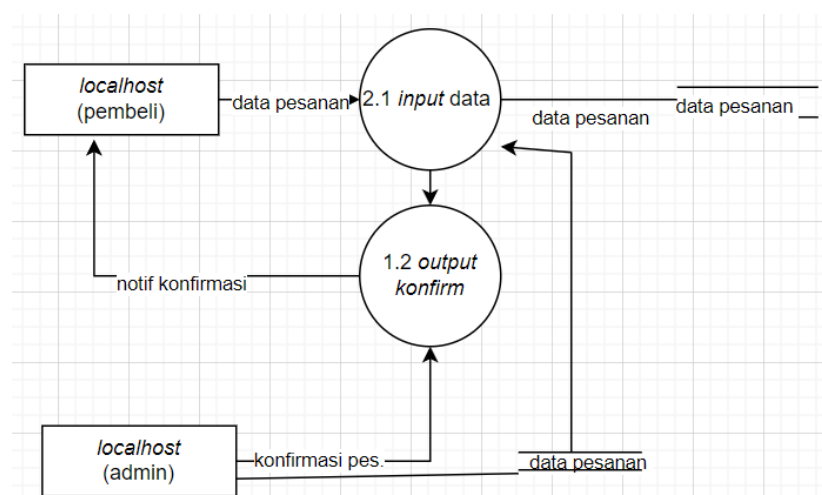 localhost
(pembeli)
data pesanan
2.1 input data
data pesanan
data pesanan
1.2 output
konfirm
notif konfirmasi
localhost
(admin)
konfirmasi pes.
data pesanan